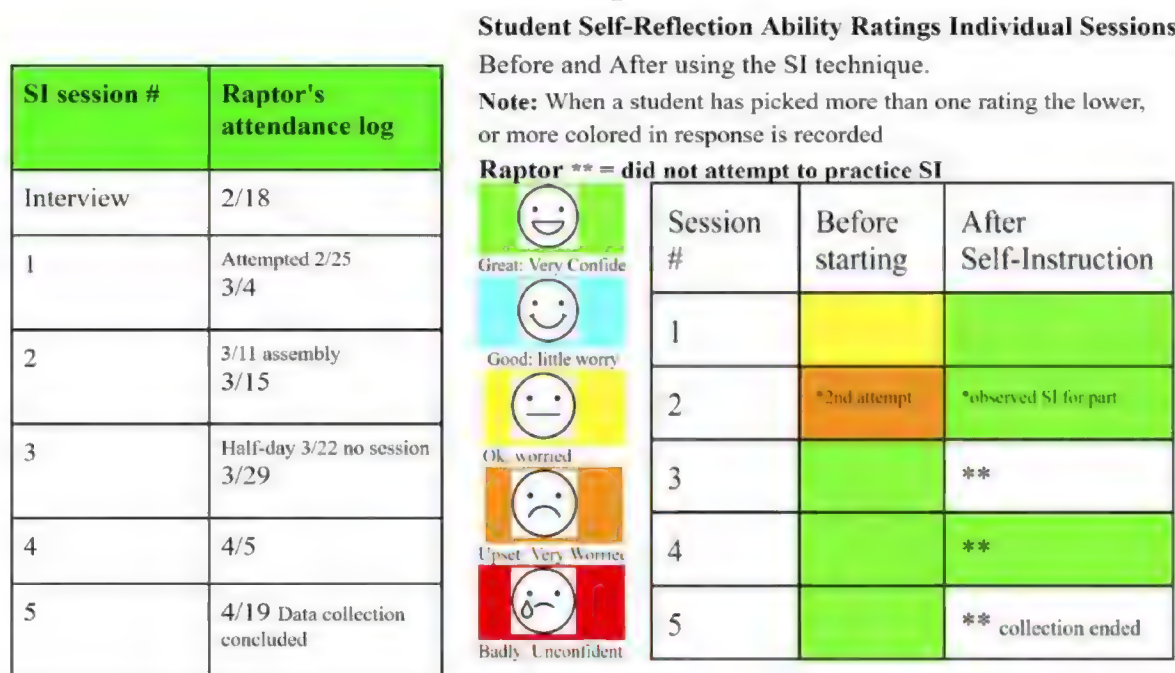 SI session #
Raptor's
attendance log
Interview
2/18
1
Attempted 2/25
3/4
2
3/11 assembly
3/15
3
Half-day 3/22 no session
3/29
4
4/5
5
4/19 Data collection
concluded
Student Self-Reflection Ability Ratings Individual Sessions
Before and After using the SI technique.
Note: When a student has picked more than one rating the lower,
or more colored in response is recorded
Raptor ** = did not attempt to practice SI
Great: Very Confide
Good: little worry
Ok worried
Upset Very Worried
Badly Unconfident
Session
#
Before
starting
After
Self-Instruction
1
2
*2nd attempt
*observed SI for part
3
**
4
**
5
** collection ended